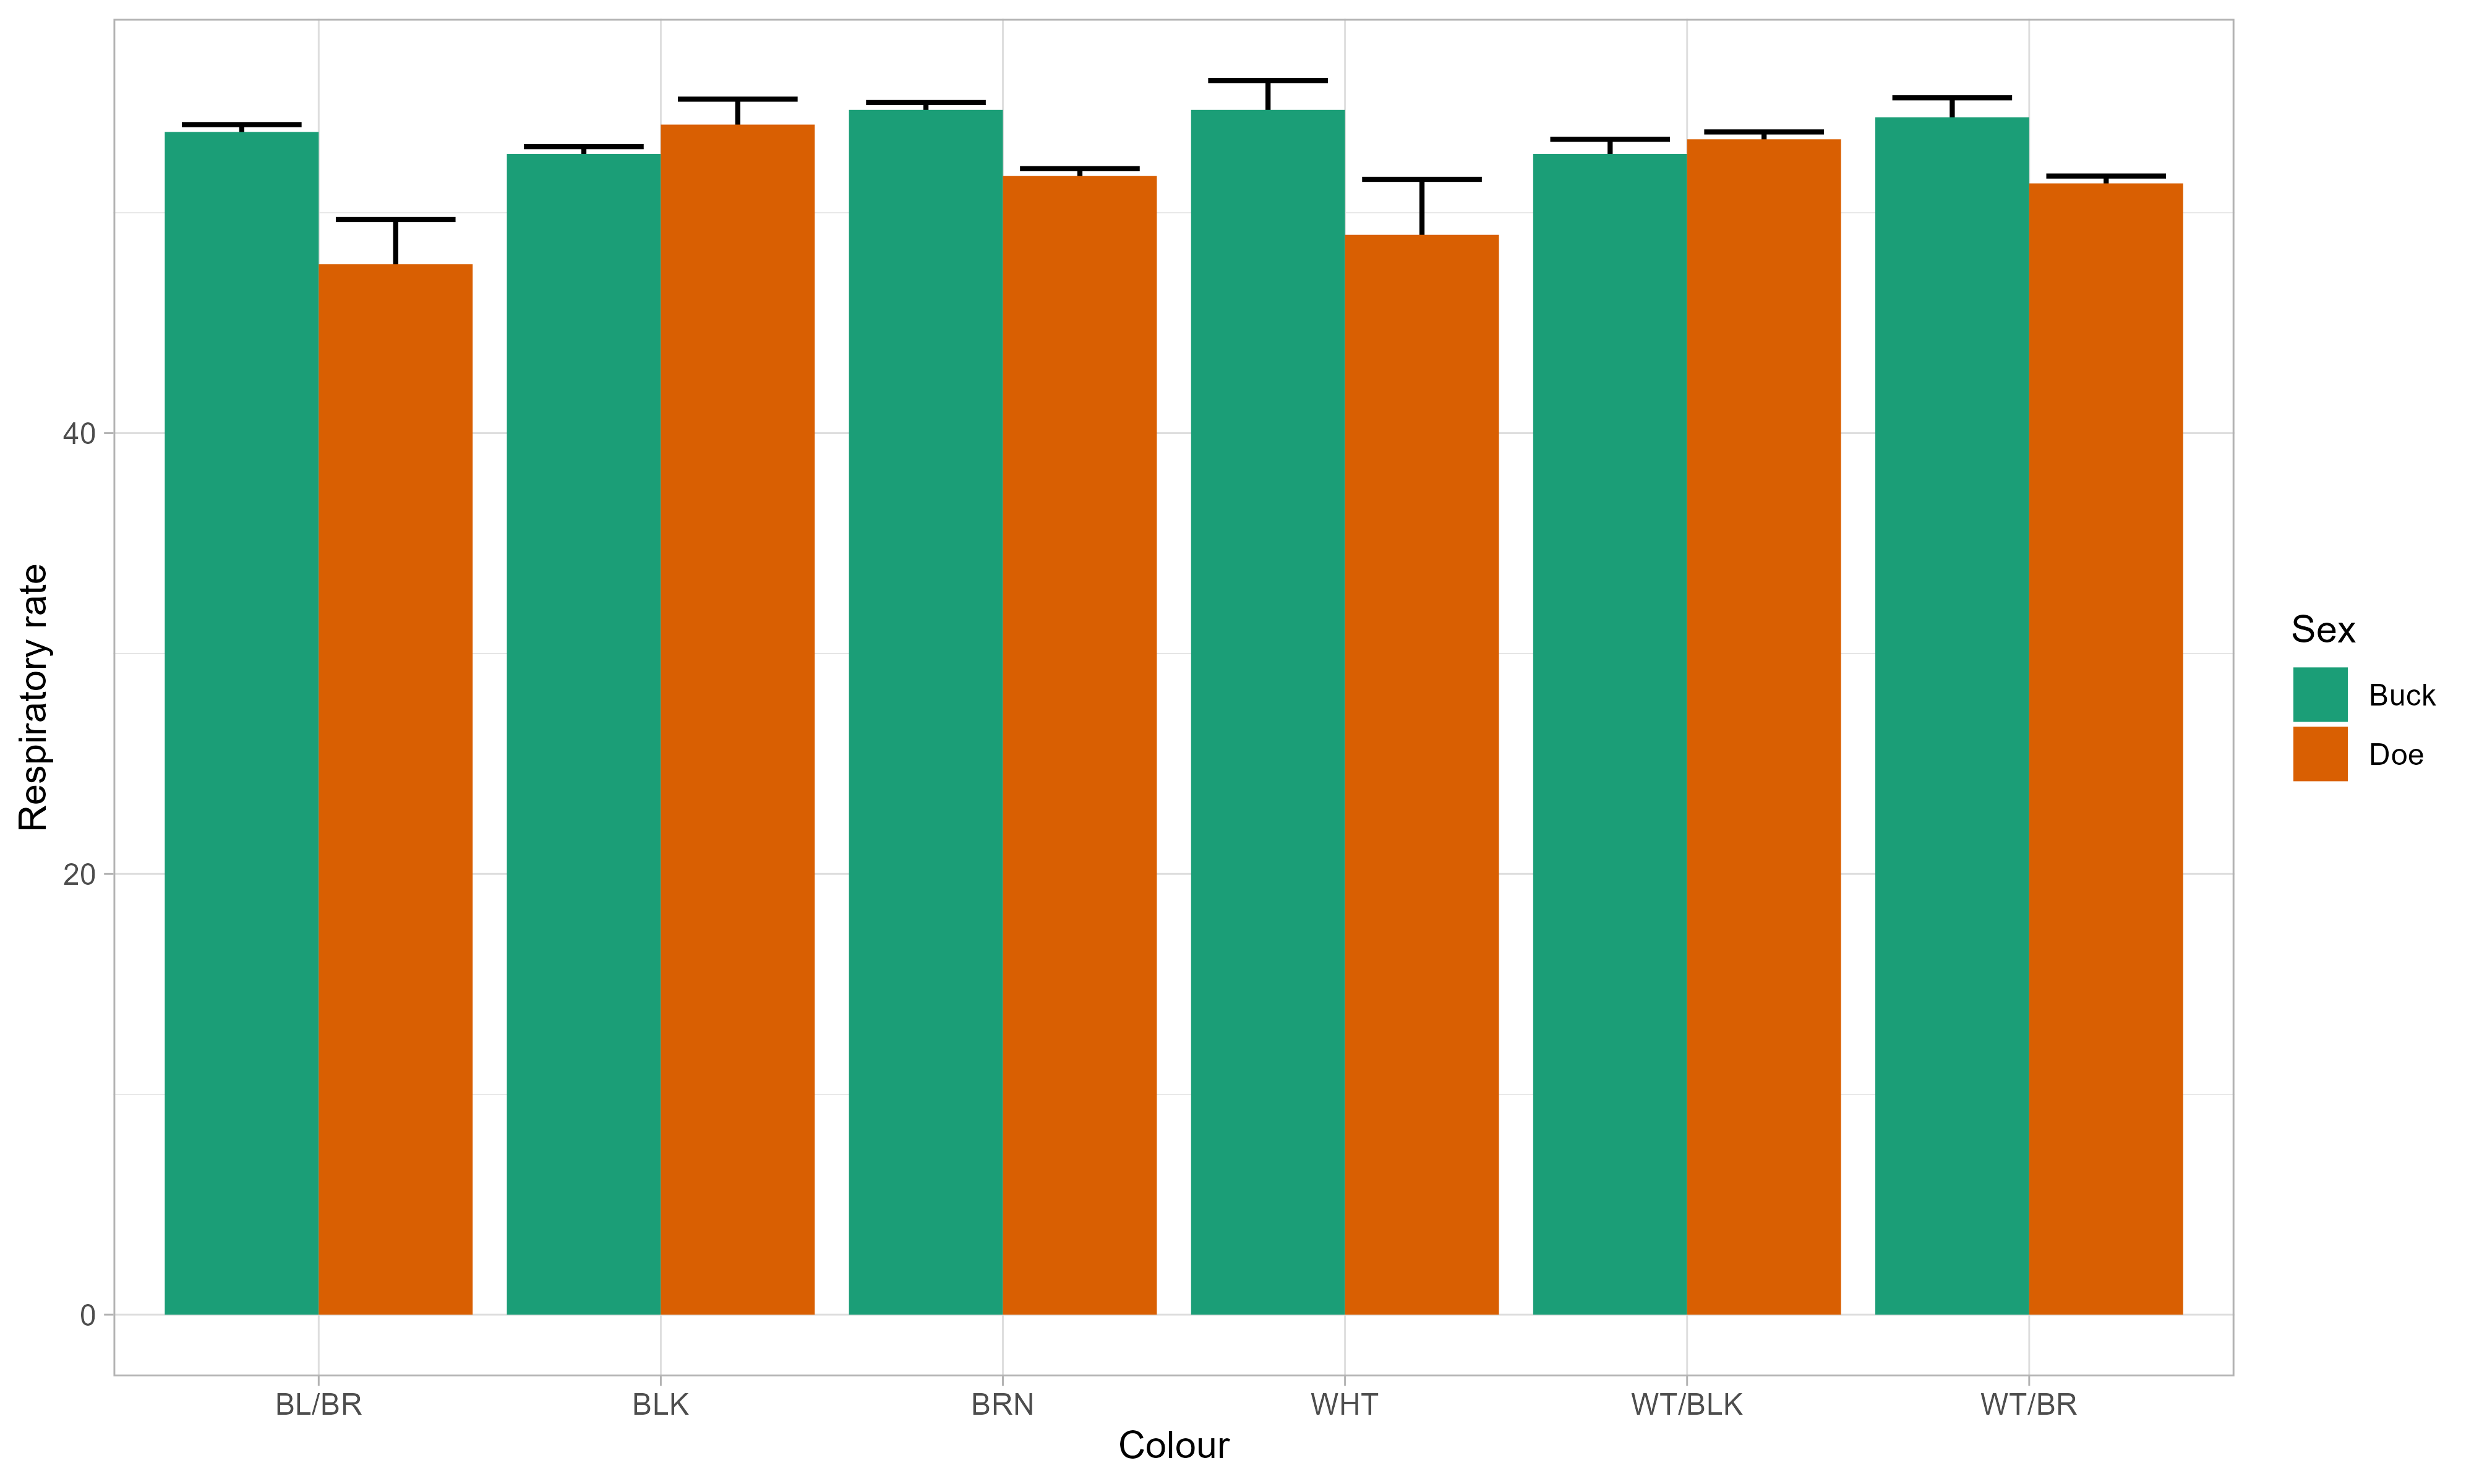 Respiratory rate
40
20
0
BL/BR BLK BRN WHT WT/BLK WT/BR
Colour
Sex
Buck
Doe